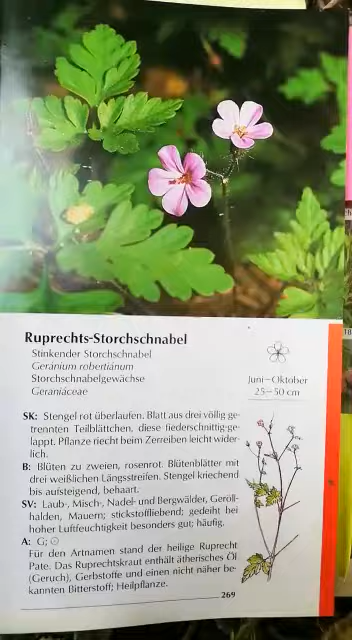 Ruprechts-Storchschnabel
Stinkender Storchschnabel
Geránium robertiánum
Storchschnabelgewächse
Geraniáceae
Juni–Oktober
25–50 cm
SK: Stengel rot überlaufen. Blatt aus drei völlig ge-
trennten Teilblättchen, diese fiederschnittig-ge-
lappt. Pflanze riecht beim Zerreiben leicht wider-
lich.
B: Blüten zu zweien, rosenrot. Blütenblätter mit
drei weißlichen Längsstreifen. Stengel kriechend
bis aufsteigend, behaart.
SV: Laub-, Misch-, Nadel- und Bergwälder, Geröll-
halden, Mauern; stickstoffliebend; gedeiht bei
hoher Luftfeuchtigkeit besonders gut; häufig.
A: G; ☉
Für den Artnamen stand der heilige Ruprecht
Pate. Das Ruprechtskraut enthält ätherisches Öl
(Geruch), Gerbstoffe und einen nicht näher be-
kannten Bitterstoff; Heilpflanze.
269